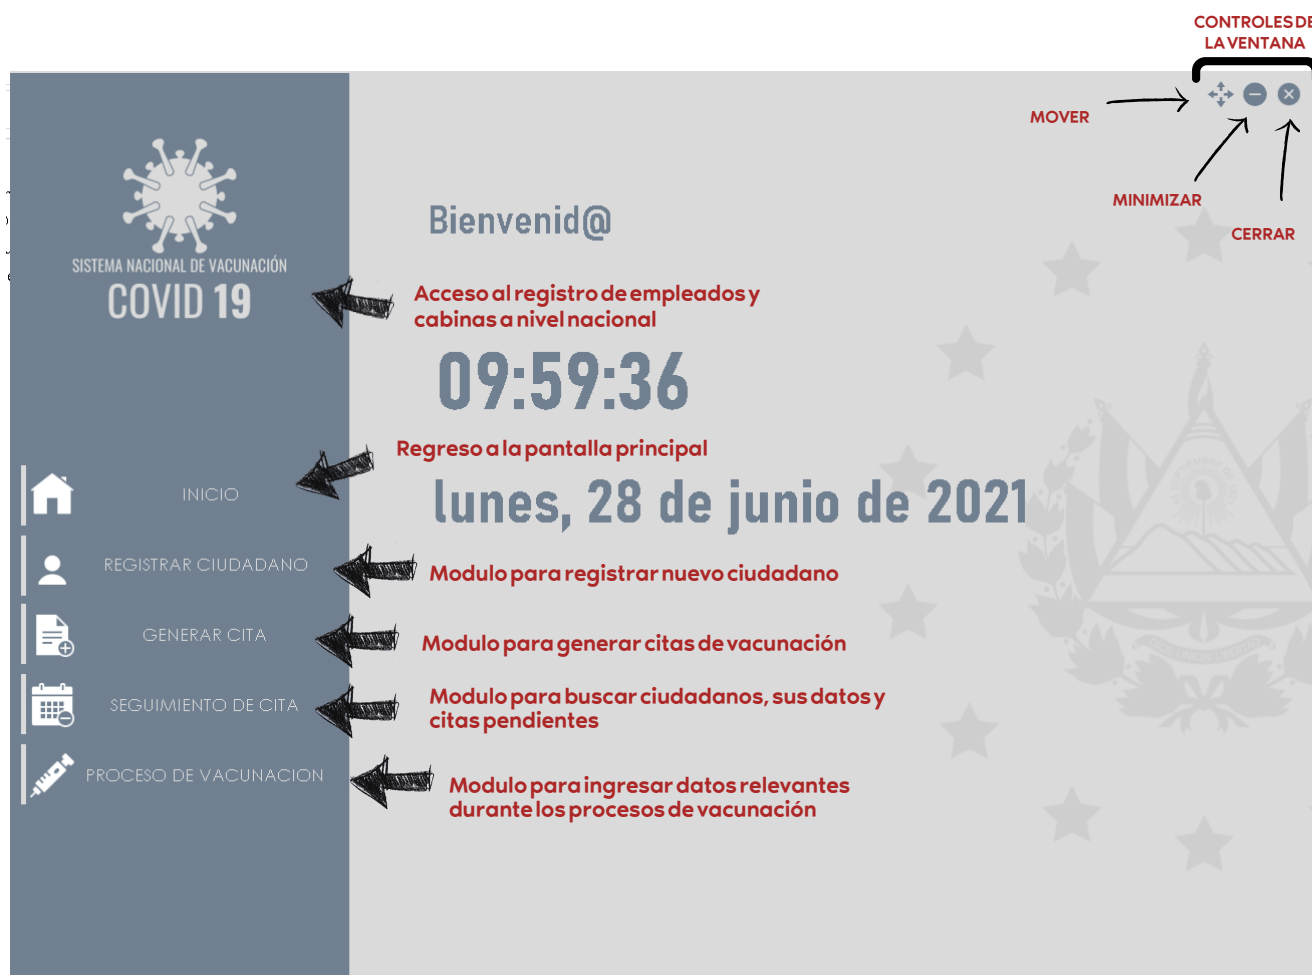 CONTROLES DE
LA VENTANA
MOVER
MINIMIZAR
CERRAR
SISTEMA NACIONAL DE VACUNACIÓN
COVID 19
Bienvenid@
Acceso al registro de empleados y
cabinas a nivel nacional
09:59:36
Regreso a la pantalla principal
INICIO
lunes, 28 de junio de 2021
REGISTRAR CIUDADANO
Modulo para registrar nuevo ciudadano
GENERAR CITA
Modulo para generar citas de vacunación
SEGUIMIENTO DE CITA
Modulo para buscar ciudadanos, sus datos y
citas pendientes
PROCESO DE VACUNACION
Modulo para ingresar datos relevantes
durante los procesos de vacunación